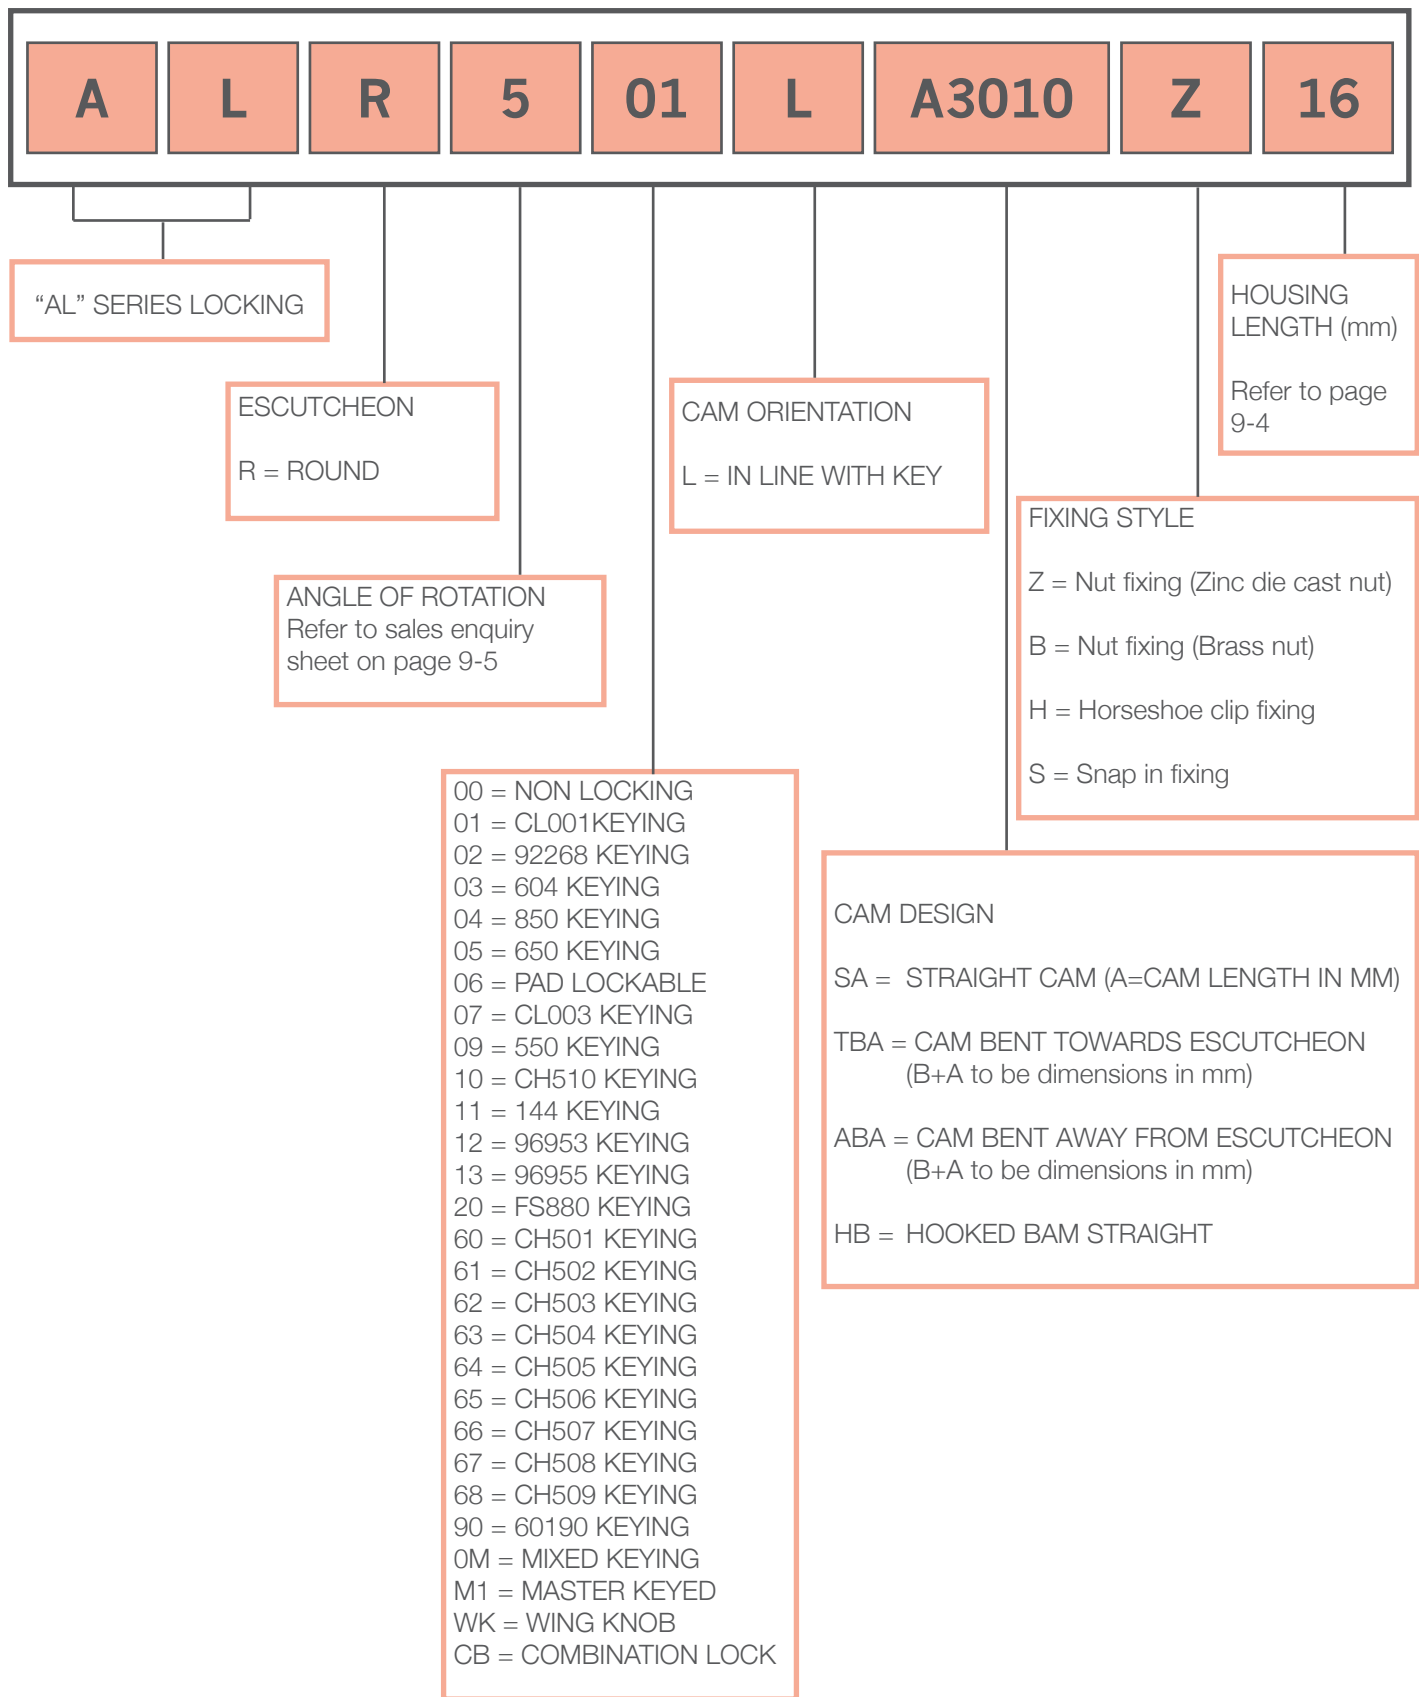 A L R 5 01 L A3010 Z 16
“AL” SERIES LOCKING
HOUSING
LENGTH (mm)
Refer to page
9-4
ESCUTCHEON
R = ROUND
CAM ORIENTATION
L = IN LINE WITH KEY
FIXING STYLE
Z = Nut fixing (Zinc die cast nut)
B = Nut fixing (Brass nut)
H = Horseshoe clip fixing
S = Snap in fixing
ANGLE OF ROTATION
Refer to sales enquiry
sheet on page 9-5
00 = NON LOCKING
01 = CL001KEYING
02 = 92268 KEYING
03 = 604 KEYING
04 = 850 KEYING
05 = 650 KEYING
06 = PAD LOCKABLE
07 = CL003 KEYING
09 = 550 KEYING
10 = CH510 KEYING
11 = 144 KEYING
12 = 96953 KEYING
13 = 96955 KEYING
20 = FS880 KEYING
60 = CH501 KEYING
61 = CH502 KEYING
62 = CH503 KEYING
63 = CH504 KEYING
64 = CH505 KEYING
65 = CH506 KEYING
66 = CH507 KEYING
67 = CH508 KEYING
68 = CH509 KEYING
90 = 60190 KEYING
0M = MIXED KEYING
M1 = MASTER KEYED
WK = WING KNOB
CB = COMBINATION LOCK
CAM DESIGN
SA = STRAIGHT CAM (A=CAM LENGTH IN MM)
TBA = CAM BENT TOWARDS ESCUTCHEON
(B+A to be dimensions in mm)
ABA = CAM BENT AWAY FROM ESCUTCHEON
(B+A to be dimensions in mm)
HB = HOOKED BAM STRAIGHT